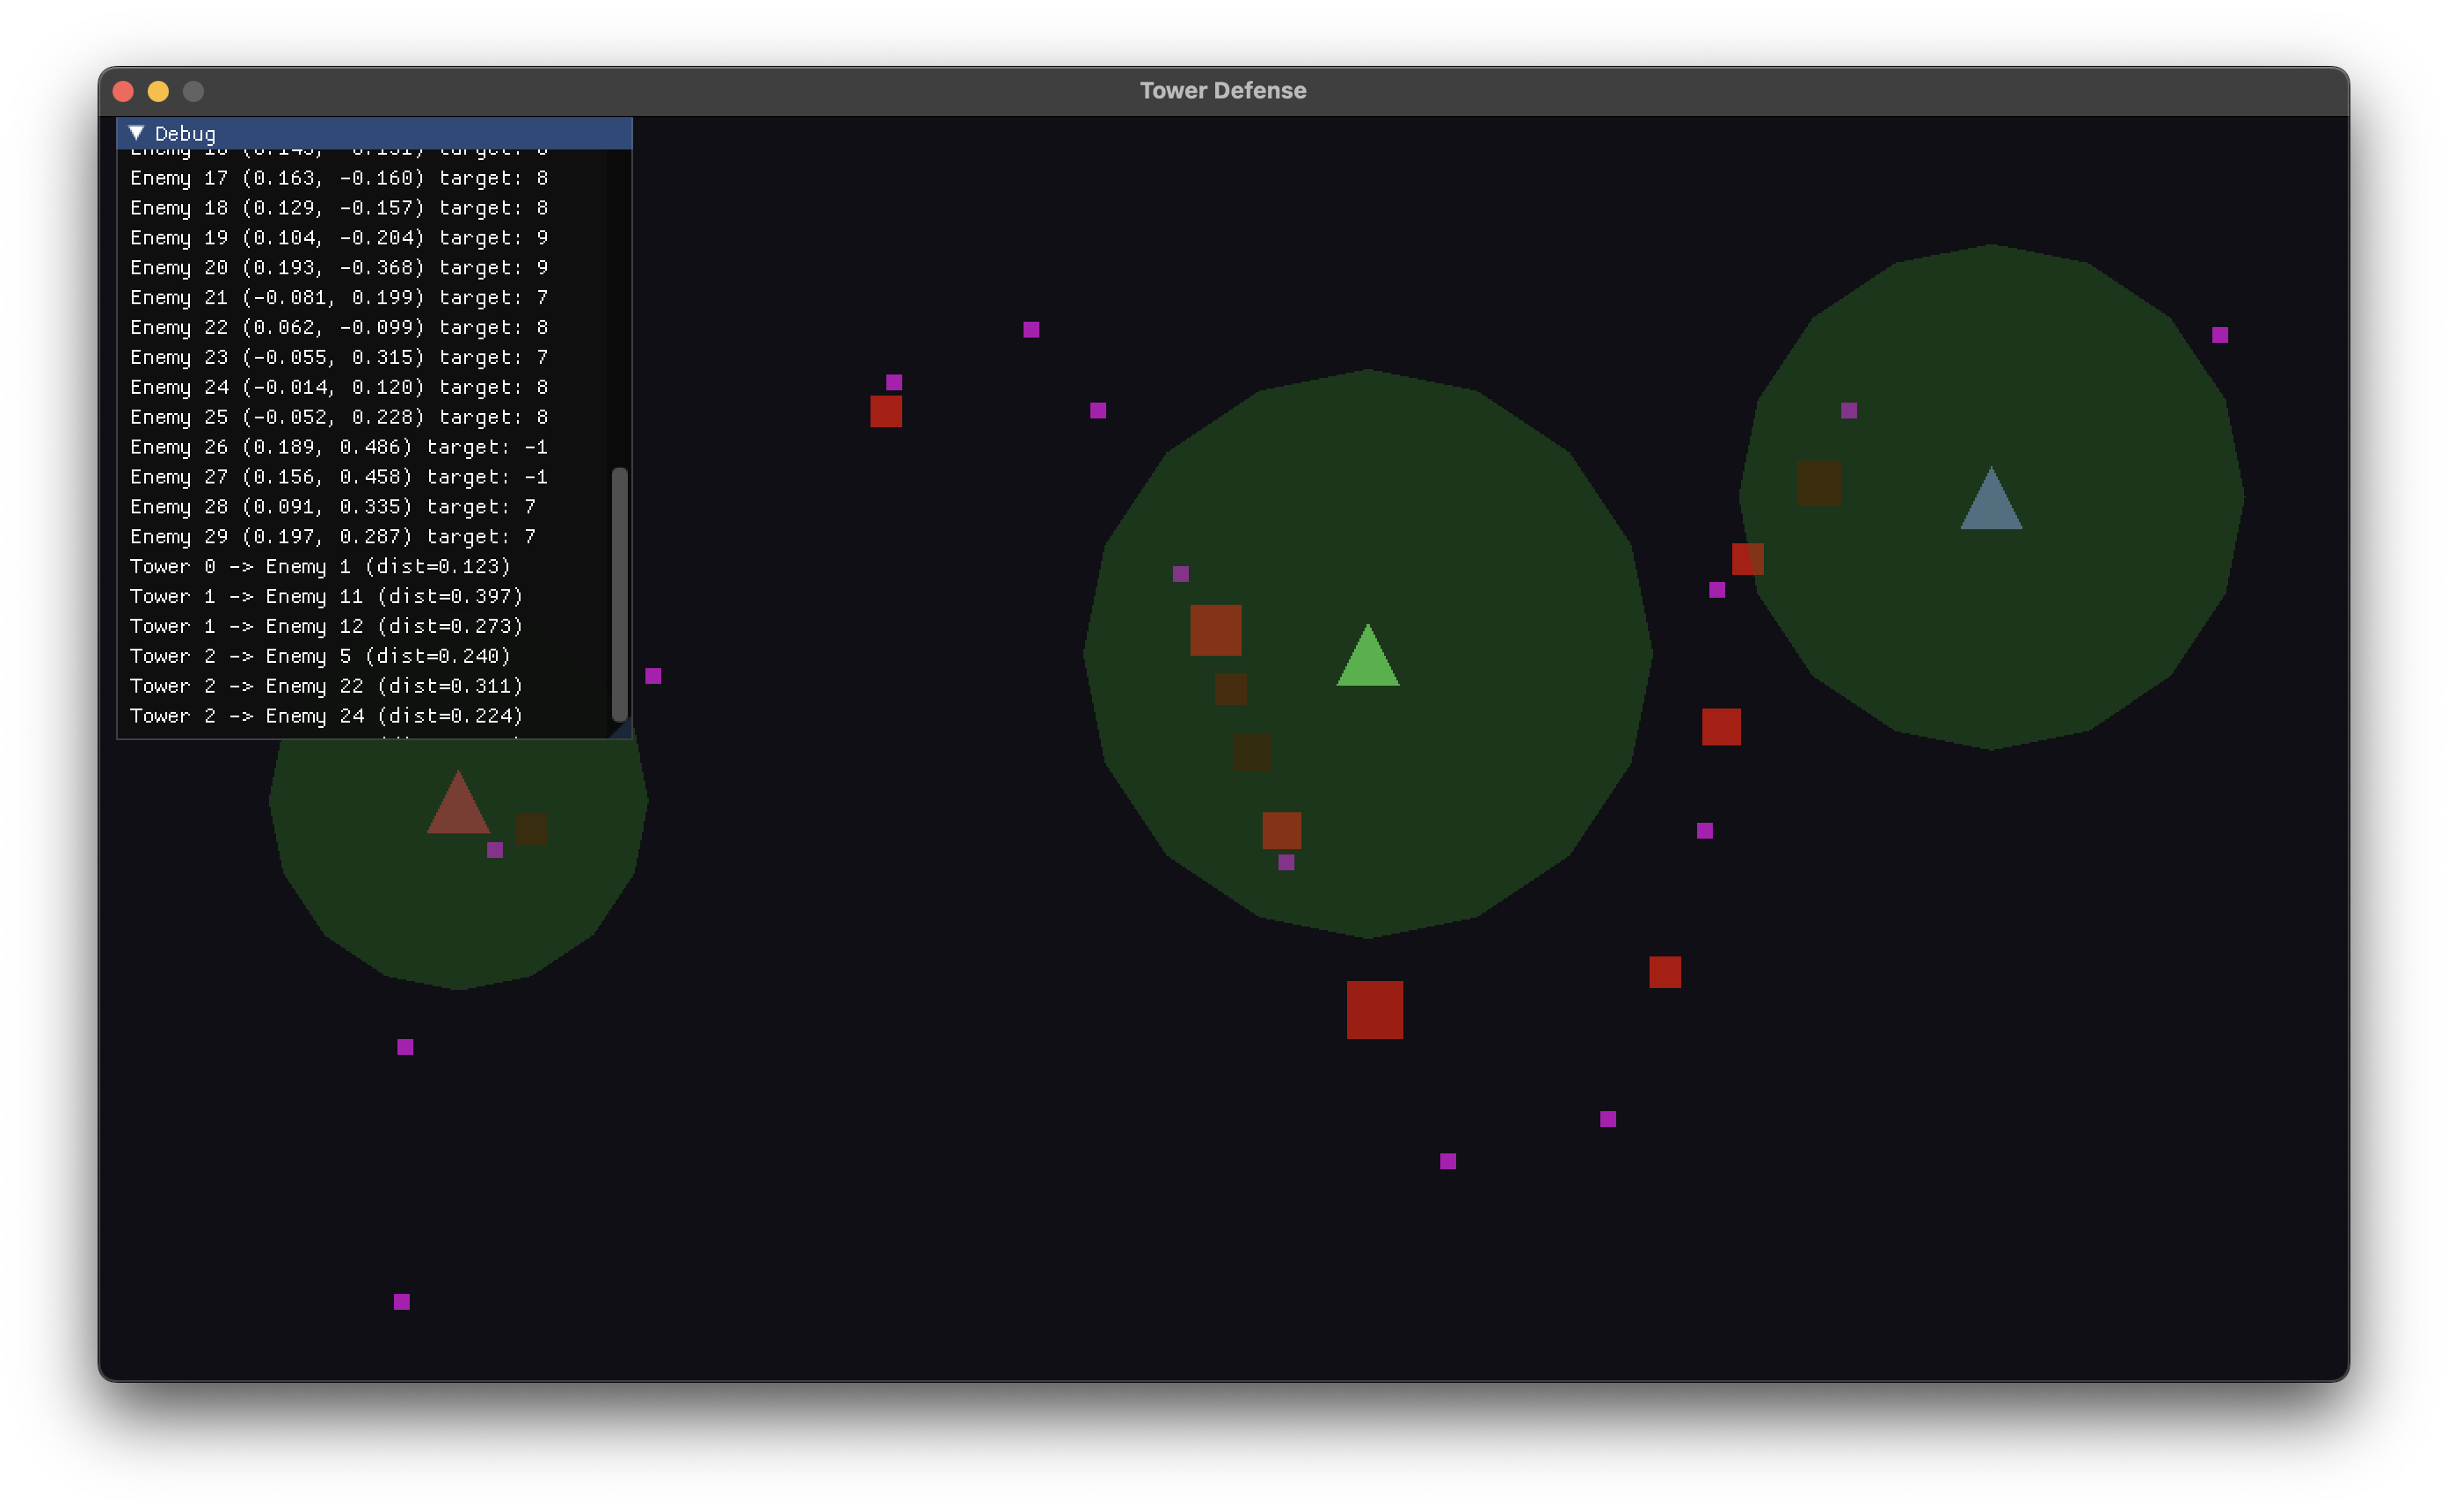 Tower Defense
Debug
Enemy 17 (0.163, -0.160) target: 8
Enemy 18 (0.129, -0.157) target: 8
Enemy 19 (0.104, -0.204) target: 9
Enemy 20 (0.193, -0.368) target: 9
Enemy 21 (-0.081, 0.199) target: 7
Enemy 22 (0.062, -0.099) target: 8
Enemy 23 (-0.055, 0.315) target: 7
Enemy 24 (-0.014, 0.120) target: 8
Enemy 25 (-0.052, 0.228) target: 8
Enemy 26 (0.189, 0.486) target: -1
Enemy 27 (0.156, 0.458) target: -1
Enemy 28 (0.091, 0.335) target: 7
Enemy 29 (0.197, 0.287) target: 7
Tower 0 -> Enemy 1 (dist=0.123)
Tower 1 -> Enemy 11 (dist=0.397)
Tower 1 -> Enemy 12 (dist=0.273)
Tower 2 -> Enemy 5 (dist=0.240)
Tower 2 -> Enemy 22 (dist=0.311)
Tower 2 -> Enemy 24 (dist=0.224)